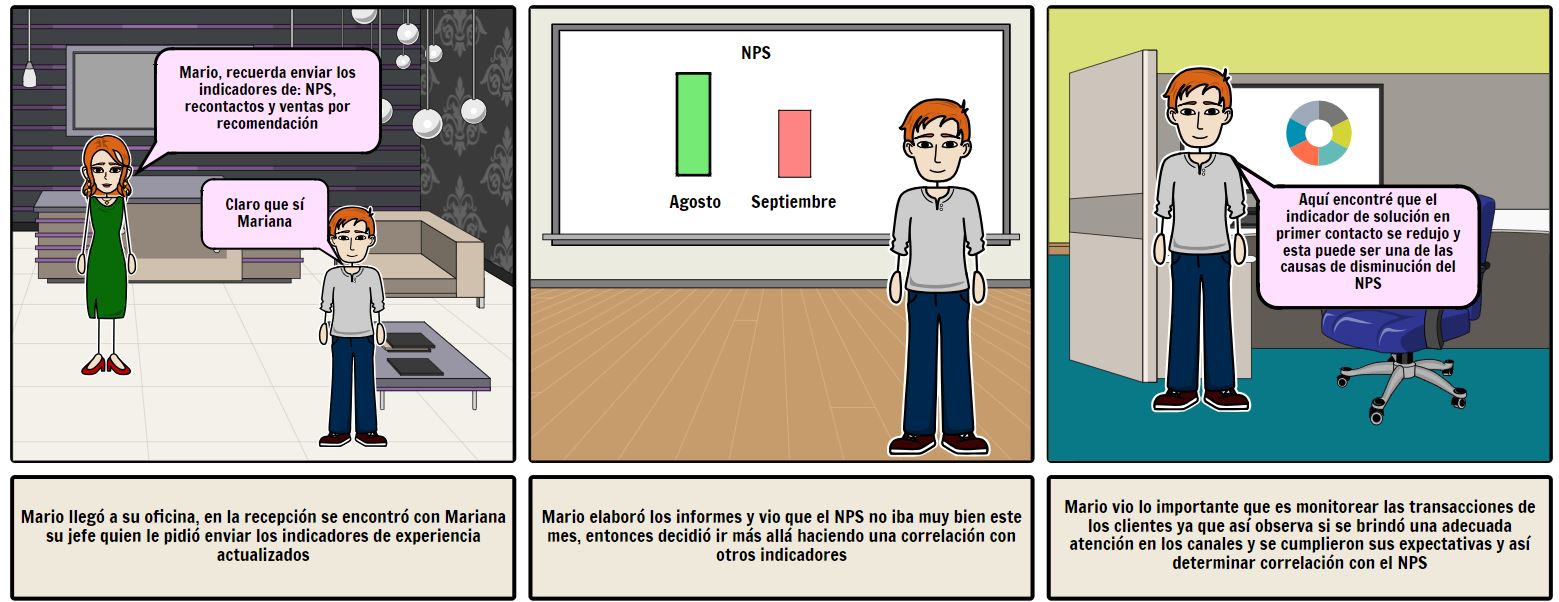 Mario, recuerda enviar los
indicadores de: NPS,
recontactos y ventas por
recomendación
Claro que sí
Mariana
Mario llegó a su oficina, en la recepción se encontró con Mariana
su jefe quien le pidió enviar los indicadores de experiencia
actualizados
NPS
Agosto Septiembre
Mario elaboró los informes y vio que el NPS no iba muy bien este
mes, entonces decidió ir más allá haciendo una correlación con
otros indicadores
Aquí encontré que el
indicador de solución en
primer contacto se redujo y
esta puede ser una de las
causas de disminución del
NPS
Mario vio lo importante que es monitorear las transacciones de
los clientes ya que así observa si se brindó una adecuada
atención en los canales y se cumplieron sus expectativas y así
determinar correlación con el NPS